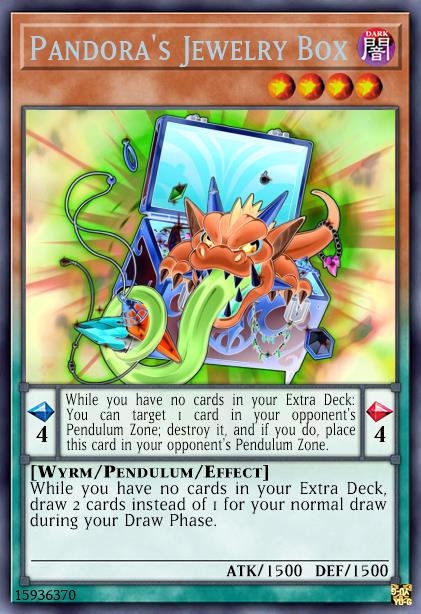 Pandora's Jewelry Box
DARK
闇
While you have no cards in your Extra Deck:
You can target 1 card in your opponent's
Pendulum Zone; destroy it, and if you do, place
this card in your opponent's Pendulum Zone.
4
4
[Wyrm/Pendulum/Effect]
While you have no cards in your Extra Deck,
draw 2 cards instead of 1 for your normal draw
during your Draw Phase.
ATK/1500 DEF/1500
15936370